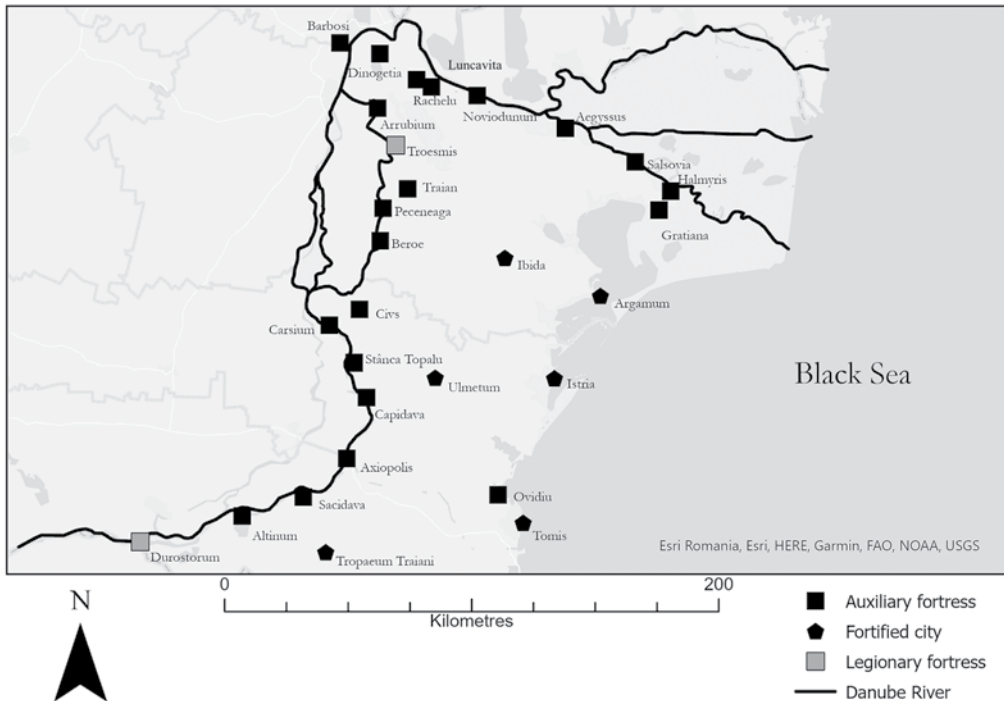 Barbosi
Dinogetia
Luncavita
Rachelu
Noviodunum
Aegyssus
Arrubium
Troesmis
Salsovia
Halmyris
Traian
Peceneaga
Gratiana
Beroe
Ibida
Argamum
Civs
Carsium
Stânca Topalu
Ulmetum
Istria
Black Sea
Capidava
Axiopolis
Sacidava
Ovidiu
Altinum
Tomis
Durostorum
Tropaeum Traiani
Esri Romania, Esri, HERE, Garmin, FAO, NOAA, USGS
0
200
Kilometres
N
Auxiliary fortress
Fortified city
Legionary fortress
Danube River